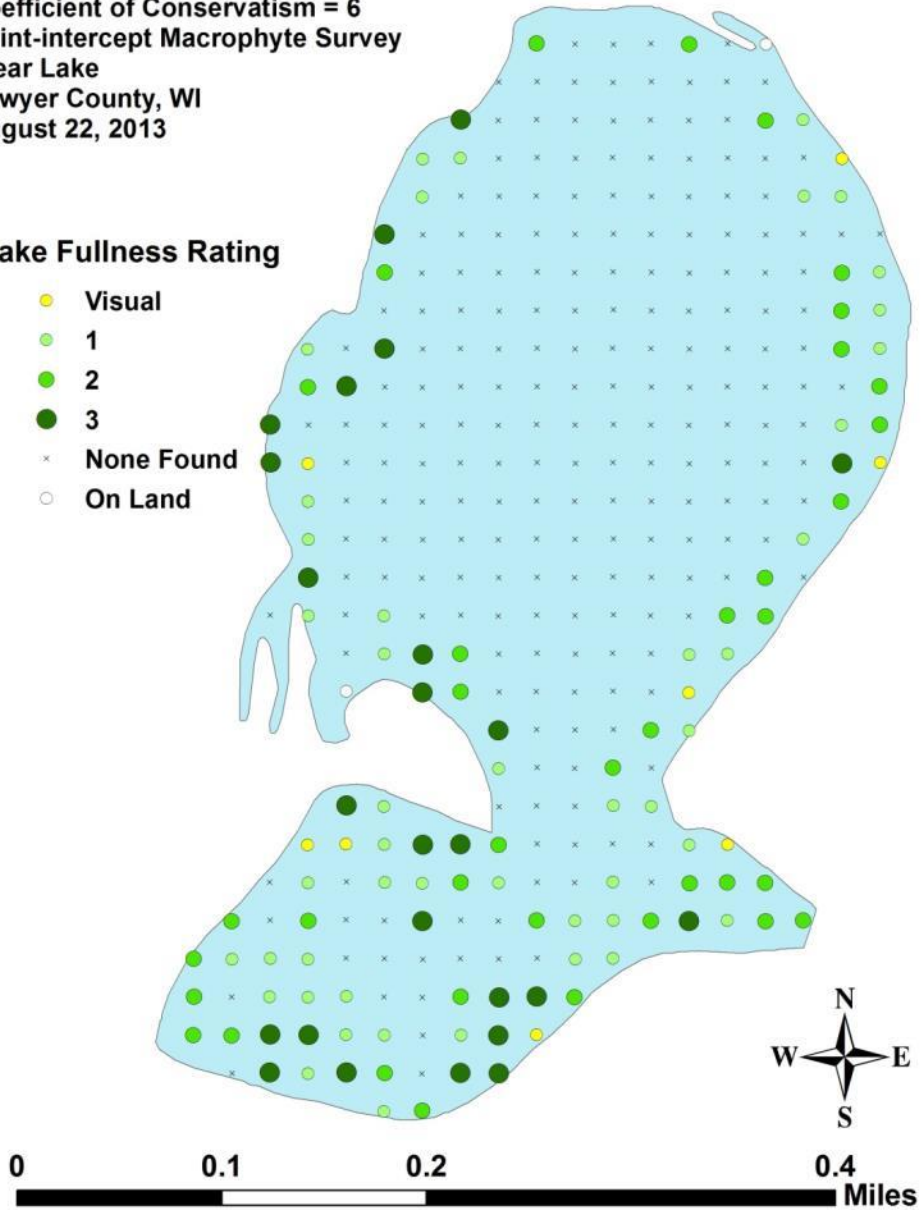 efficient of Conservatism = 6
int-intercept Macrophyte Survey
ear Lake
wyer County, WI
gust 22, 2013
ake Fullness Rating
Visual
1
2
3
None Found
On Land
N
W E
S
0 0.1 0.2 0.4
Miles